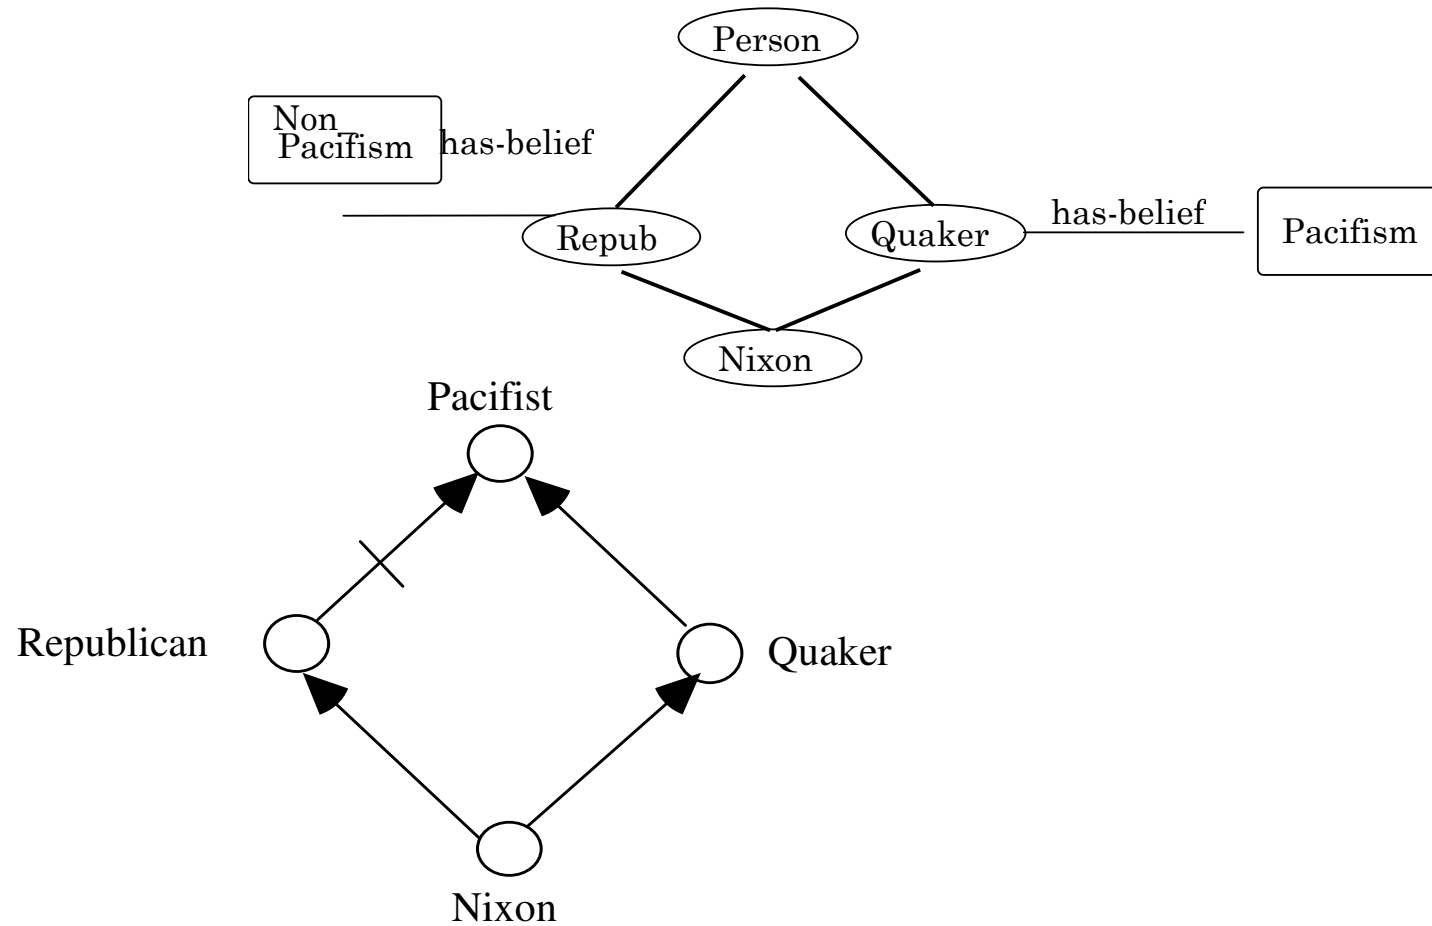 Person
Non_
Pacifism
has-belief
has-belief
Repub
Quaker
Pacifism
Nixon
Pacifist
Republican
Quaker
Nixon